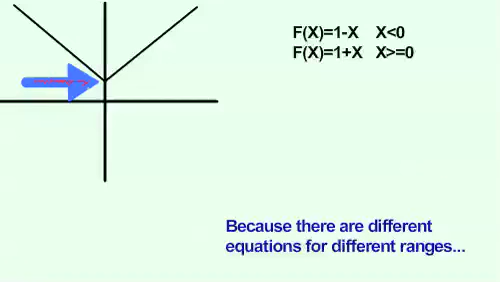 F(X)=1-X X<0
F(X)=1+X X>=0
Because there are different
equations for different ranges...